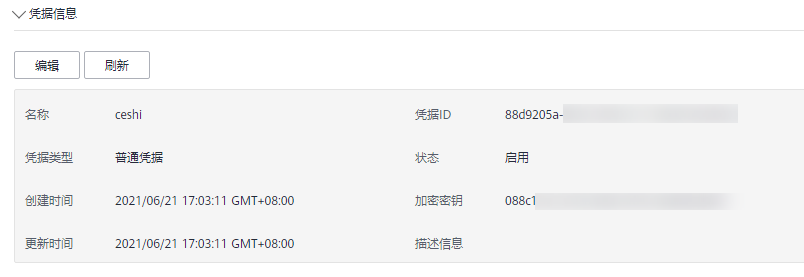 凭据信息
编辑 刷新
名称 ceshi 凭据ID 88d9205a-
凭据类型 普通凭据 状态 启用
创建时间 2021/06/21 17:03:11 GMT+08:00 加密密钥 088c1
更新时间 2021/06/21 17:03:11 GMT+08:00 描述信息